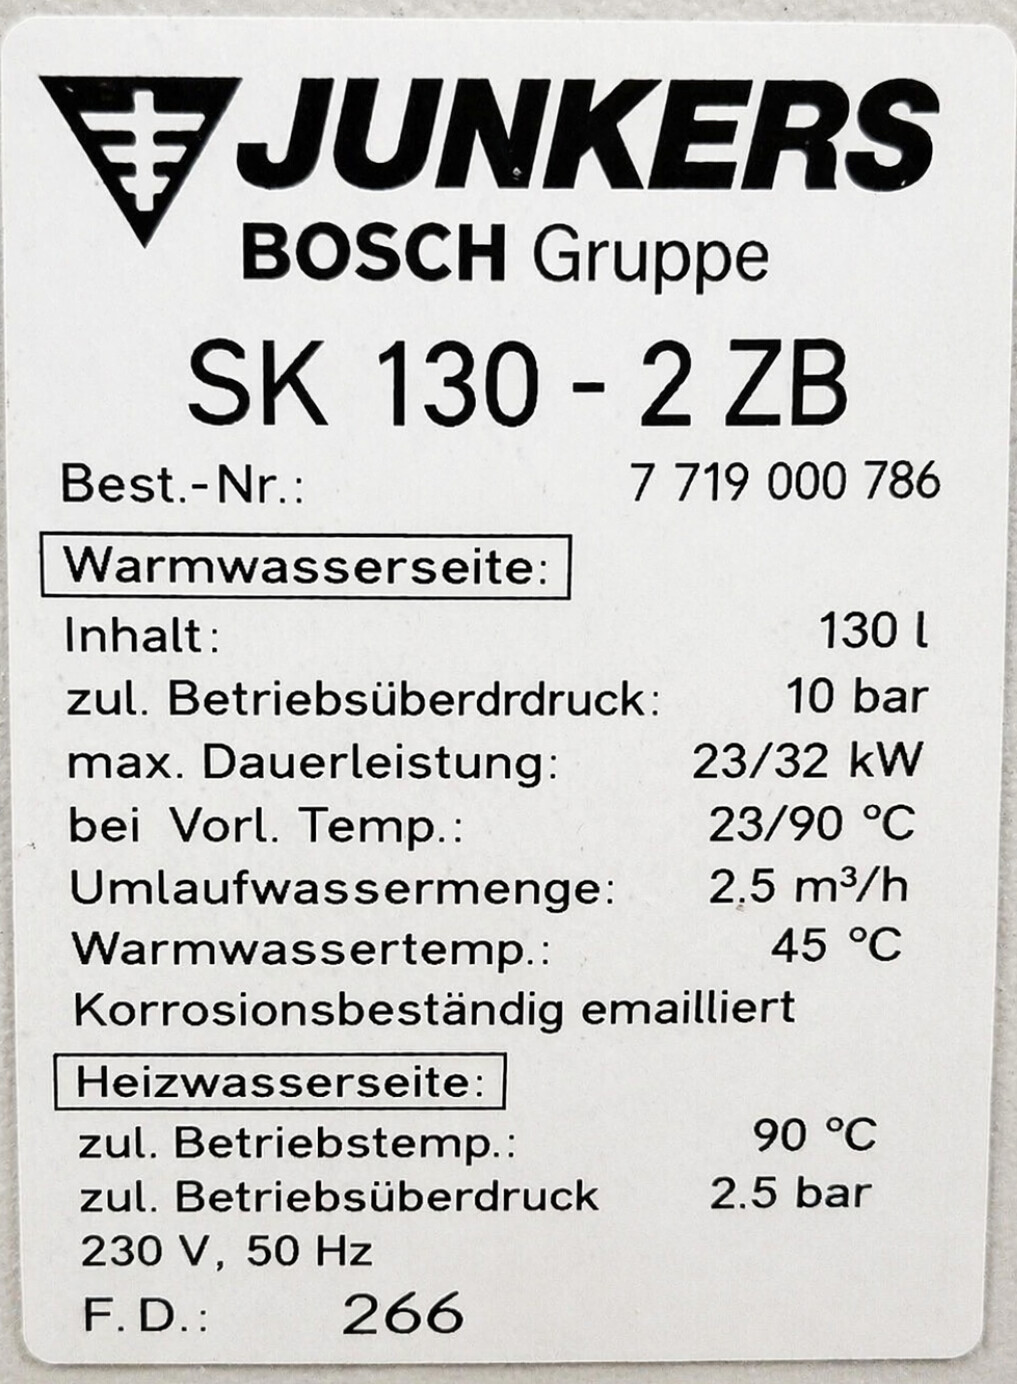 JUNKERS
BOSCH Gruppe
SK 130 - 2 ZB
Best.-Nr.: 7 719 000 786
Warmwasserseite:
Inhalt: 130 l
zul. Betriebsüberdrdruck: 10 bar
max. Dauerleistung: 23/32 kW
bei Vorl. Temp.: 23/90 °C
Umlaufwassermenge: 2.5 m³/h
Warmwassertemp.: 45 °C
Korrosionsbeständig emailliert
Heizwasserseite:
zul. Betriebstemp.: 90 °C
zul. Betriebsüberdruck 2.5 bar
230 V, 50 Hz
F.D.: 266